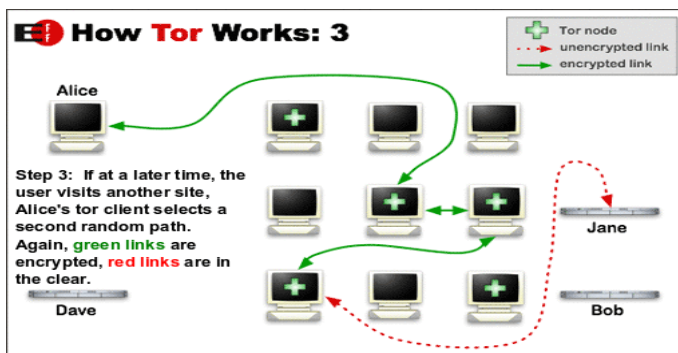 EFF How Tor Works: 3
Tor node
unencrypted link
encrypted link
Alice
Step 3: If at a later time, the
user visits another site,
Alice's tor client selects a
second random path.
Again, green links are
encrypted, red links are in
the clear.
Jane
Dave
Bob